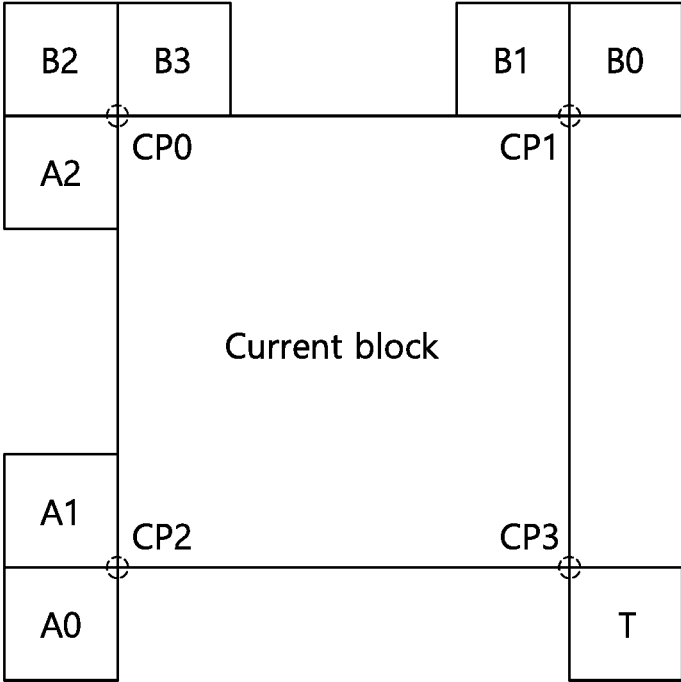 B2 B3 B1 B0
CP0 CP1
A2
Current block
A1
CP2 CP3
A0 T